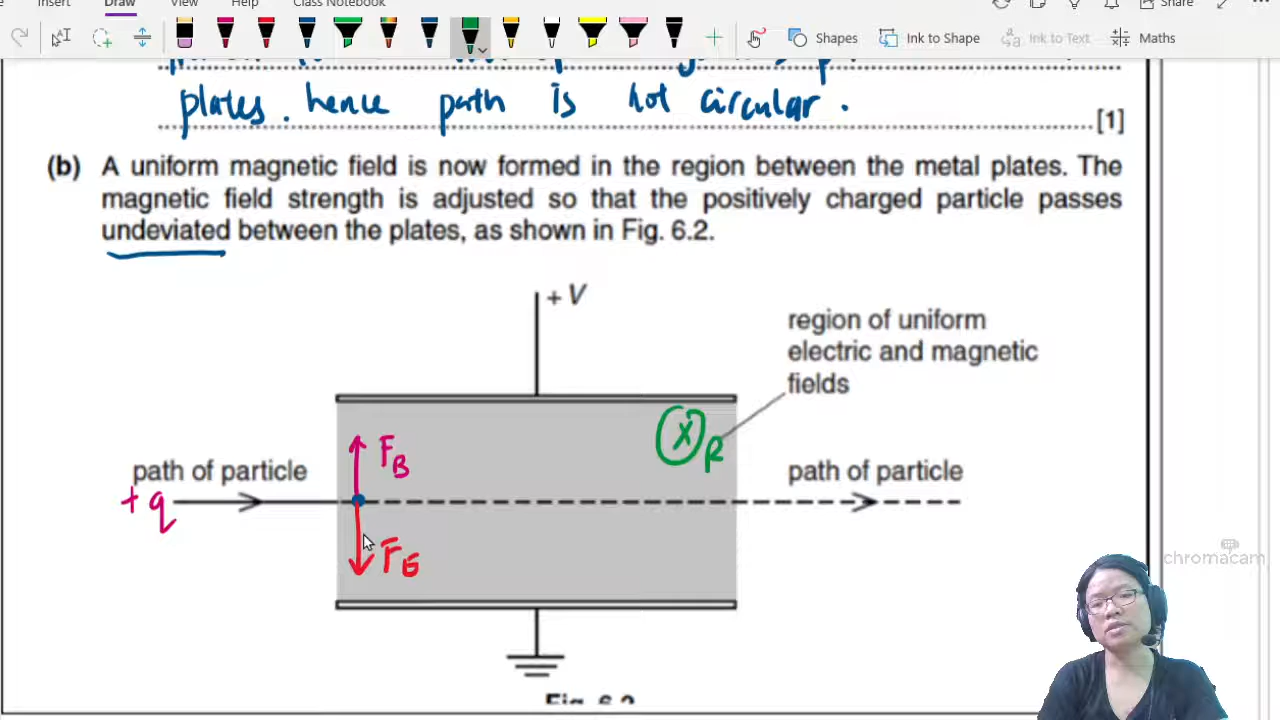 Insert Draw View Help Class Notebook Share
Shapes Ink to Shape Ink to Text Maths
plates. hence path is not circular.
[1]
(b) A uniform magnetic field is now formed in the region between the metal plates. The
magnetic field strength is adjusted so that the positively charged particle passes
undeviated between the plates, as shown in Fig. 6.2.
+ V
region of uniform
electric and magnetic
fields
X
F_B
path of particle
path of particle
+q
F_E
chromacam
Fig. 6.2